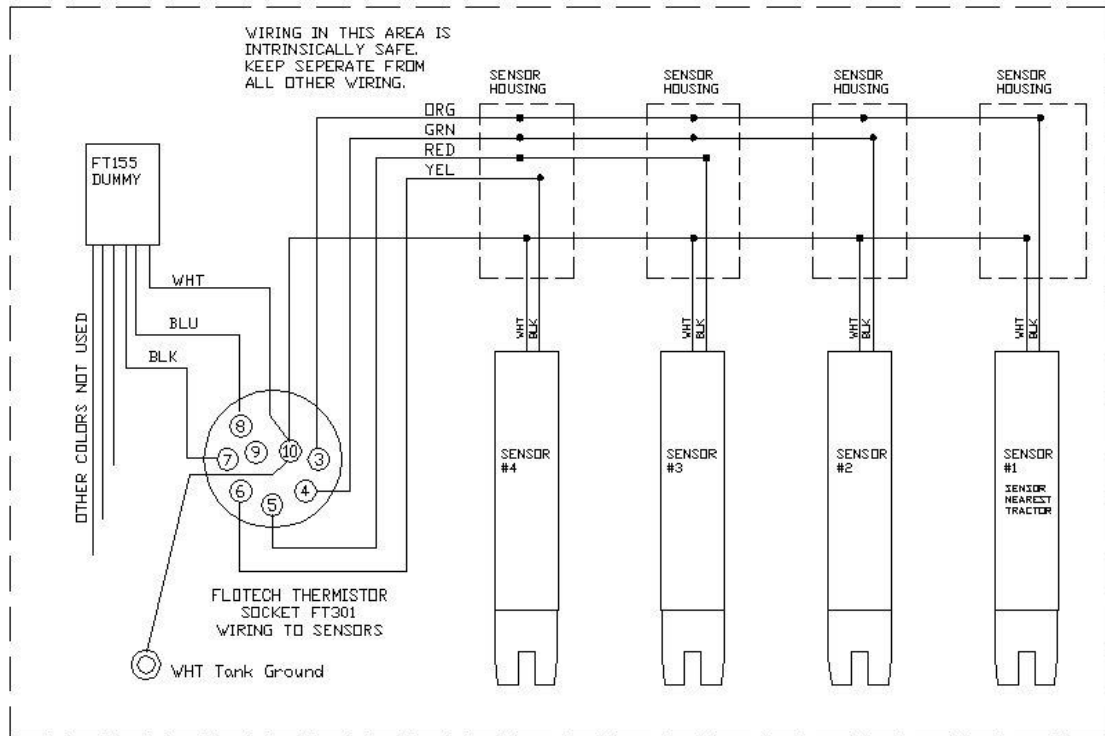 WIRING IN THIS AREA IS
INTRINSICALLY SAFE.
KEEP SEPERATE FROM
ALL OTHER WIRING.
SENSOR
HOUSING
SENSOR
HOUSING
SENSOR
HOUSING
SENSOR
HOUSING
ORG
GRN
RED
YEL
FT155
DUMMY
WHT
BLU
BLK
OTHER COLORS NOT USED
8
9
10
3
7
6
5
4
WHT
BLK
WHT
BLK
WHT
BLK
WHT
BLK
SENSOR
#4
SENSOR
#3
SENSOR
#2
SENSOR
#1
SENSOR
NEAREST
TRACTOR
FLOTECH THERMISTOR
SOCKET FT301
WIRING TO SENSORS
WHT Tank Ground